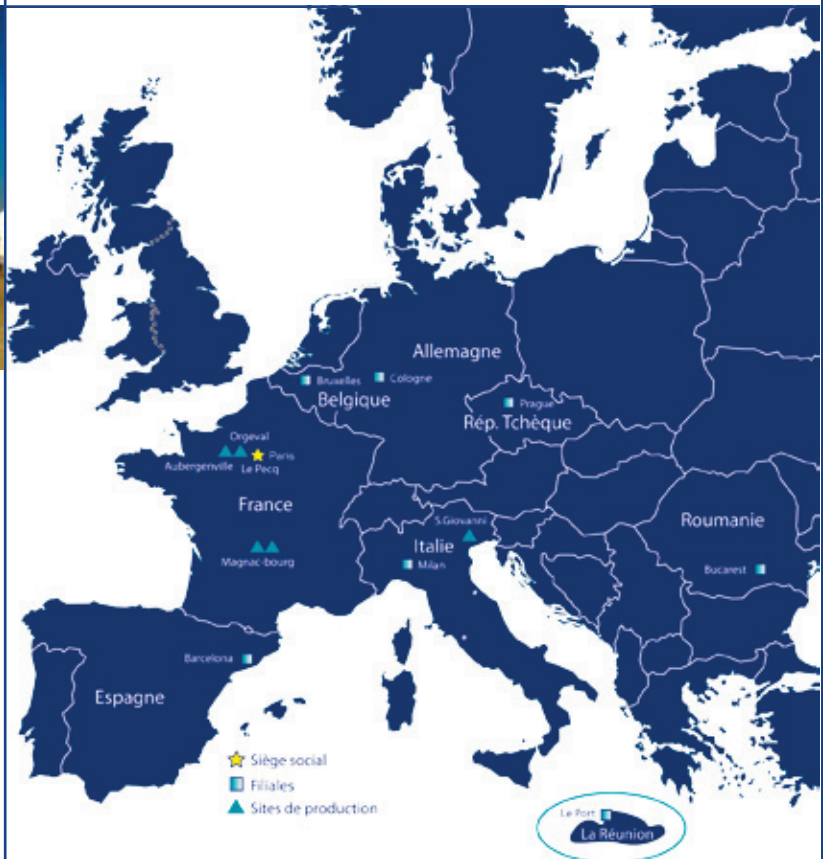 Allemagne
Bruxelles
Cologne
Belgique
Prague
Rép. Tchèque
Orgeval
Paris
Aubergenville
Le Pecq
France
S.Giovanni
Italie
Roumanie
Magnac-bourg
Milan
Bucarest
Barcelona
Espagne
Siège social
Filiales
Sites de production
Le Port
La Réunion